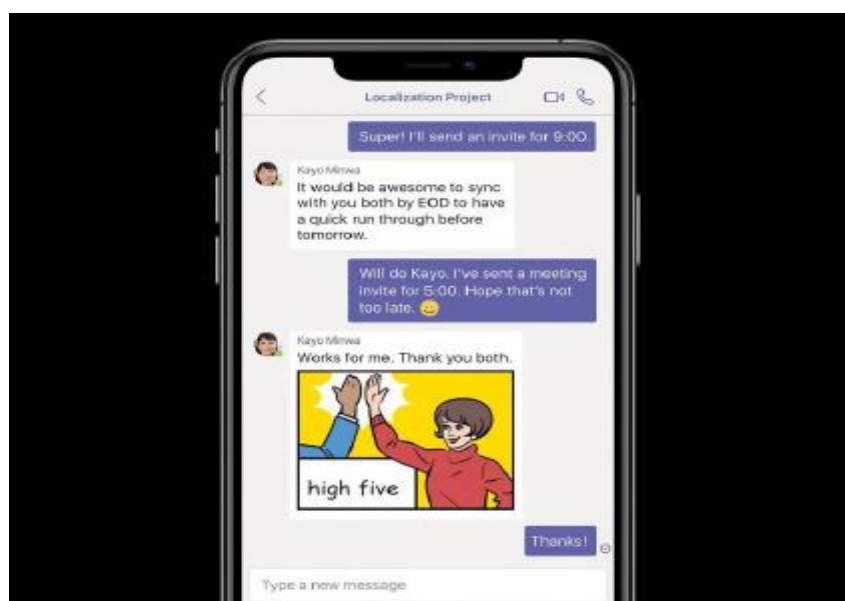 Localization Project
Super! I'll send an invite for 9:00
Kayo Minwa
It would be awesome to sync
with you both by EOD to have
a quick run through before
tomorrow.
Will do Kayo. I've sent a meeting
invite for 5:00. Hope that's not
too late. 😀
Kayo Minwa
Works for me. Thank you both.
high five
Thanks!
Type a new message